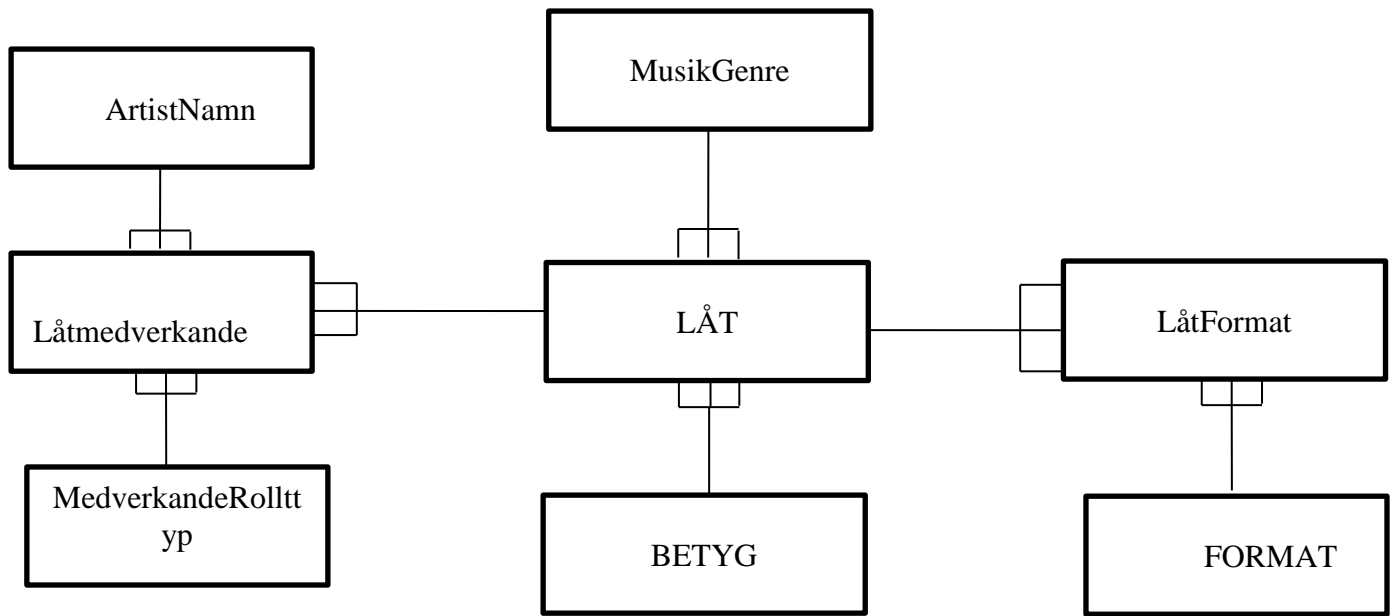 MusikGenre
ArtistNamn
Låtmedverkande
LÅT
LåtFormat
MedverkandeRolltt
yp
BETYG
FORMAT